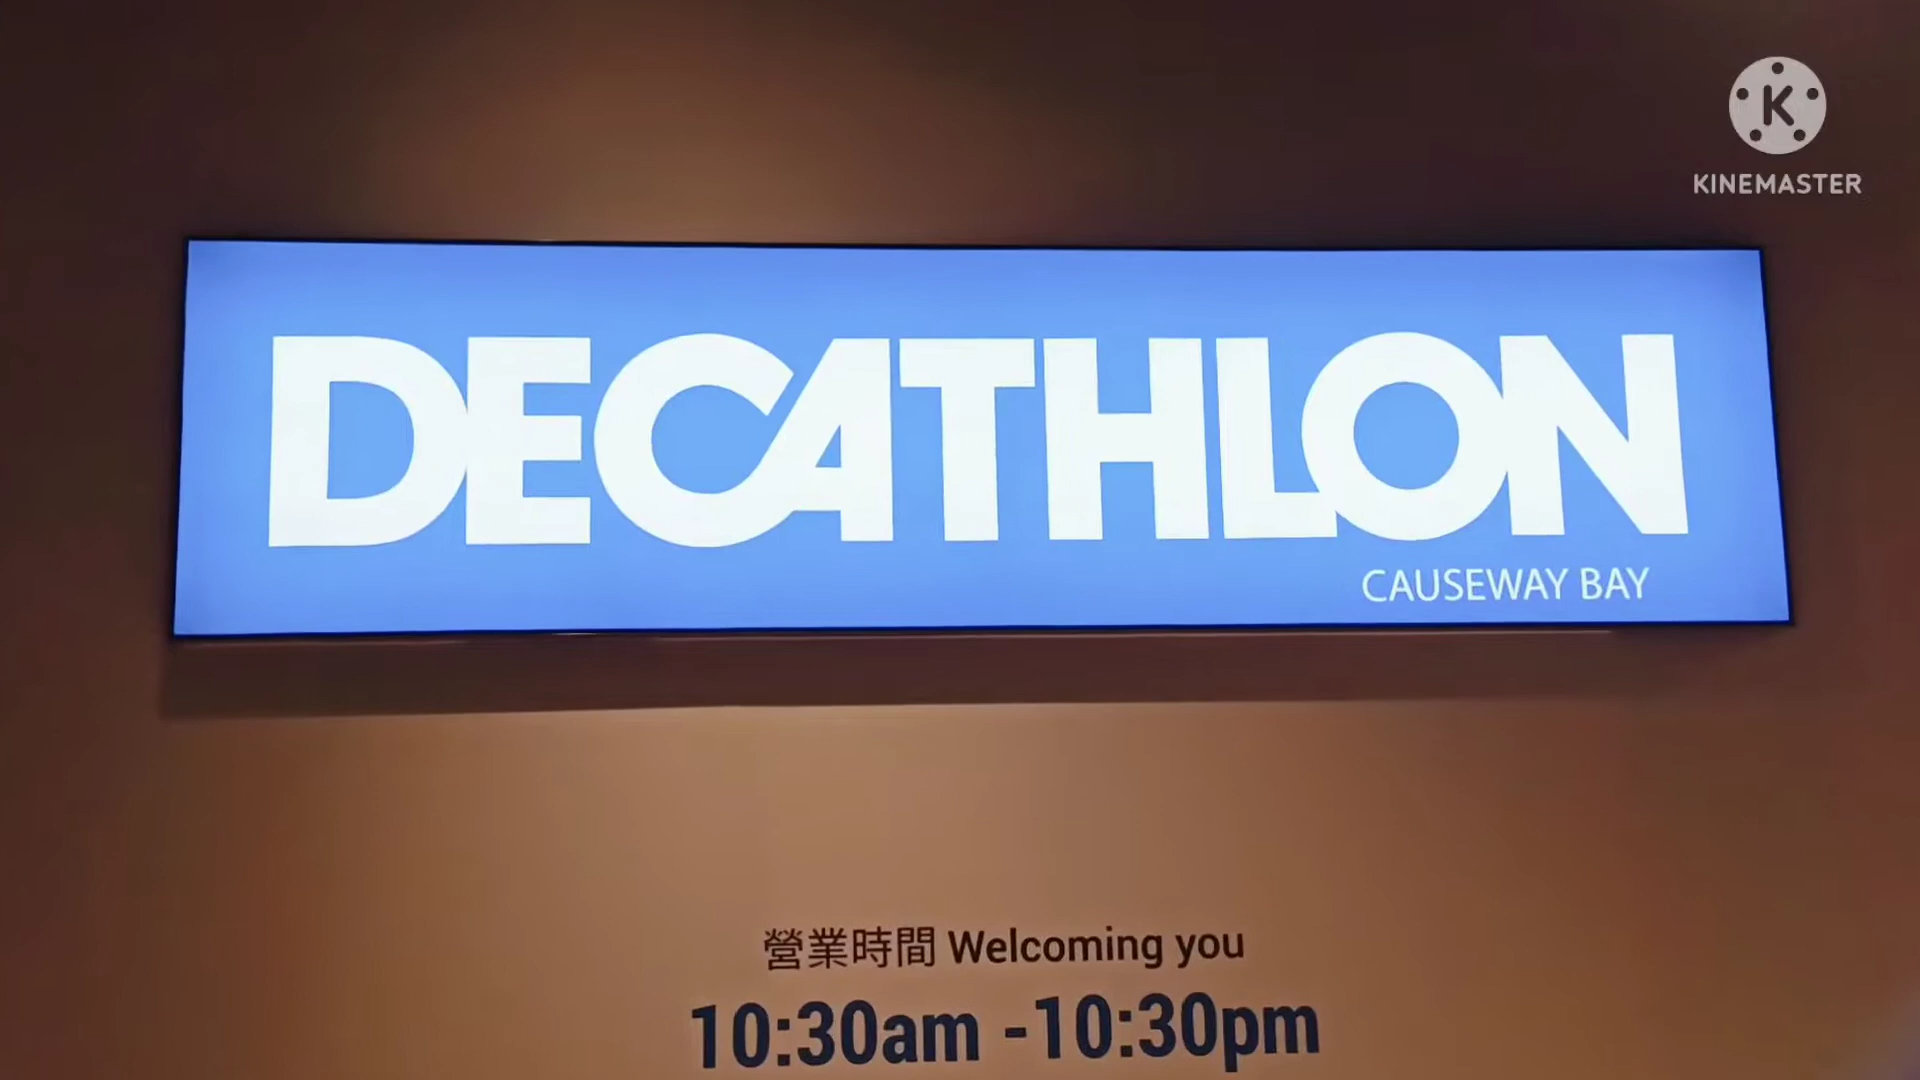 K
KINEMASTER
DECATHLON
CAUSEWAY BAY
營業時間 Welcoming you
10:30am -10:30pm